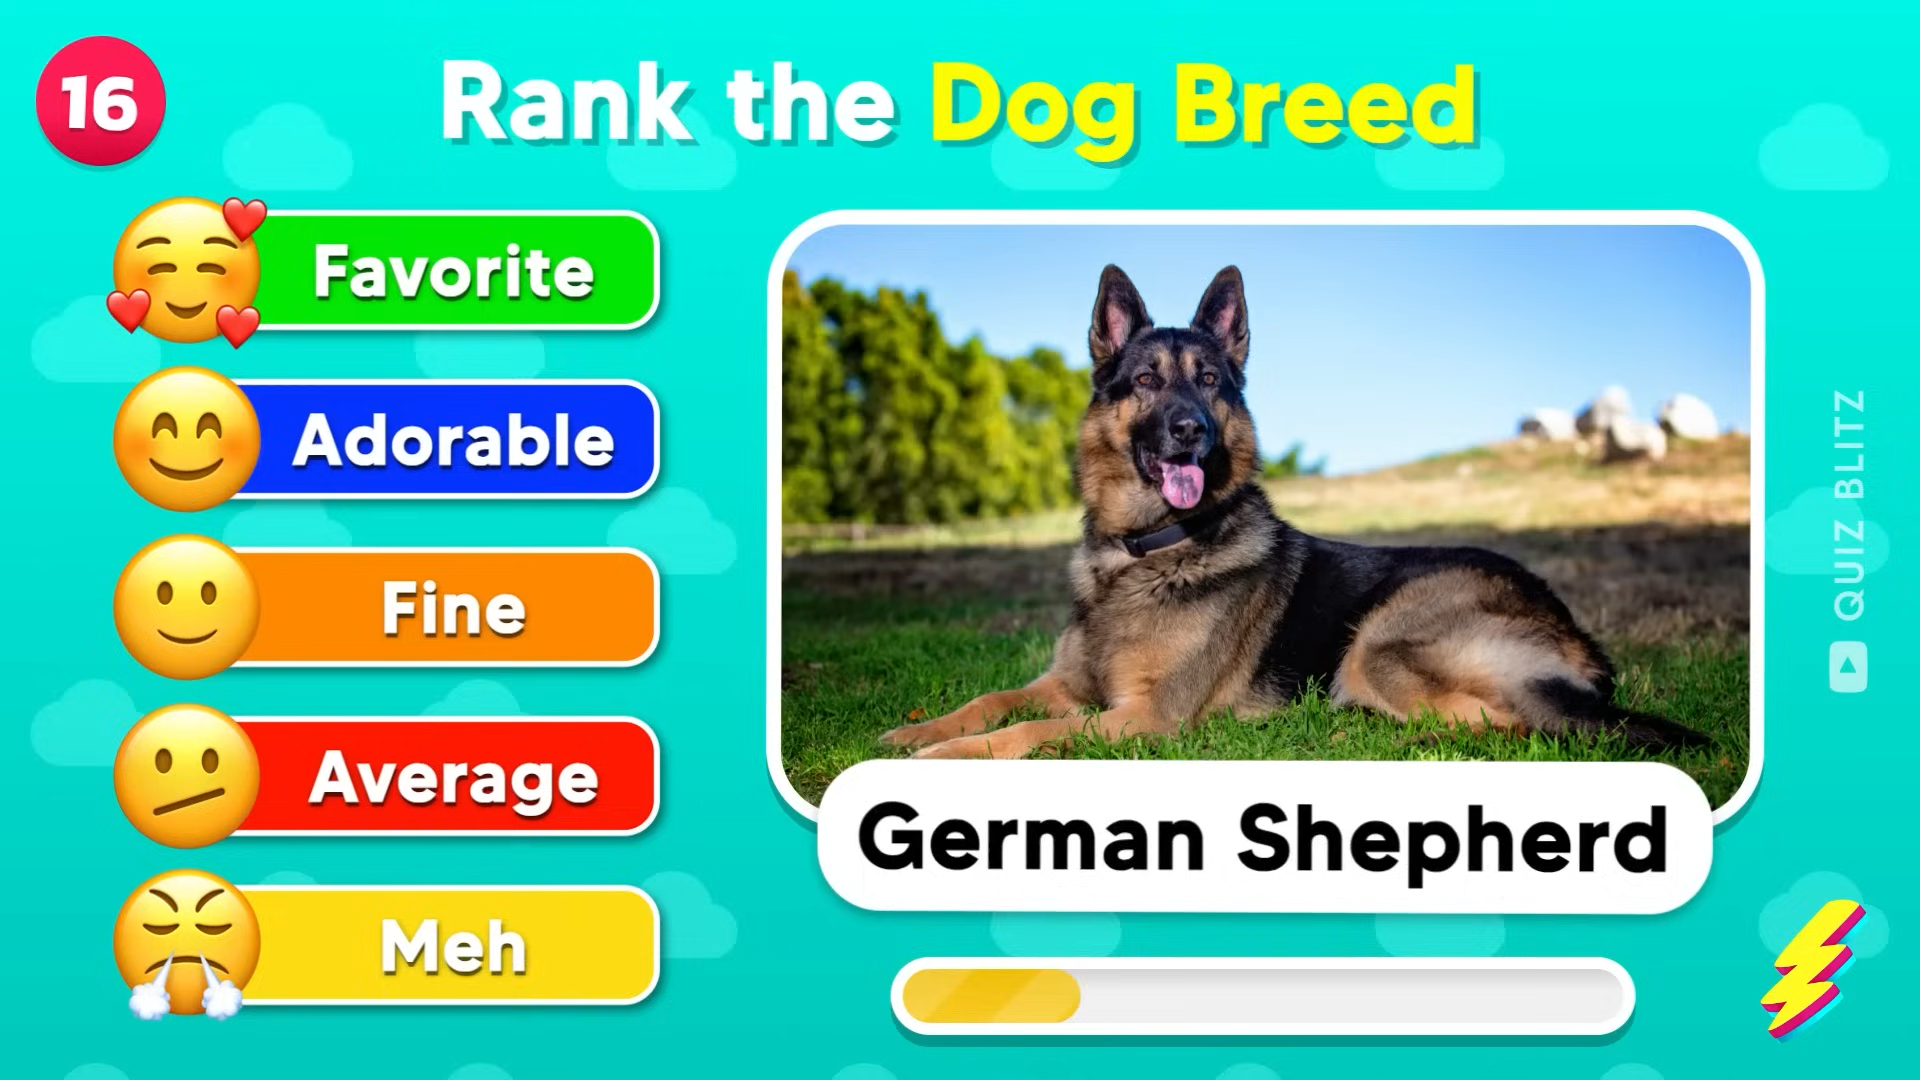 16
Rank the Dog Breed
Favorite
Adorable
Fine
Average
Meh
German Shepherd
QUIZ BLITZ